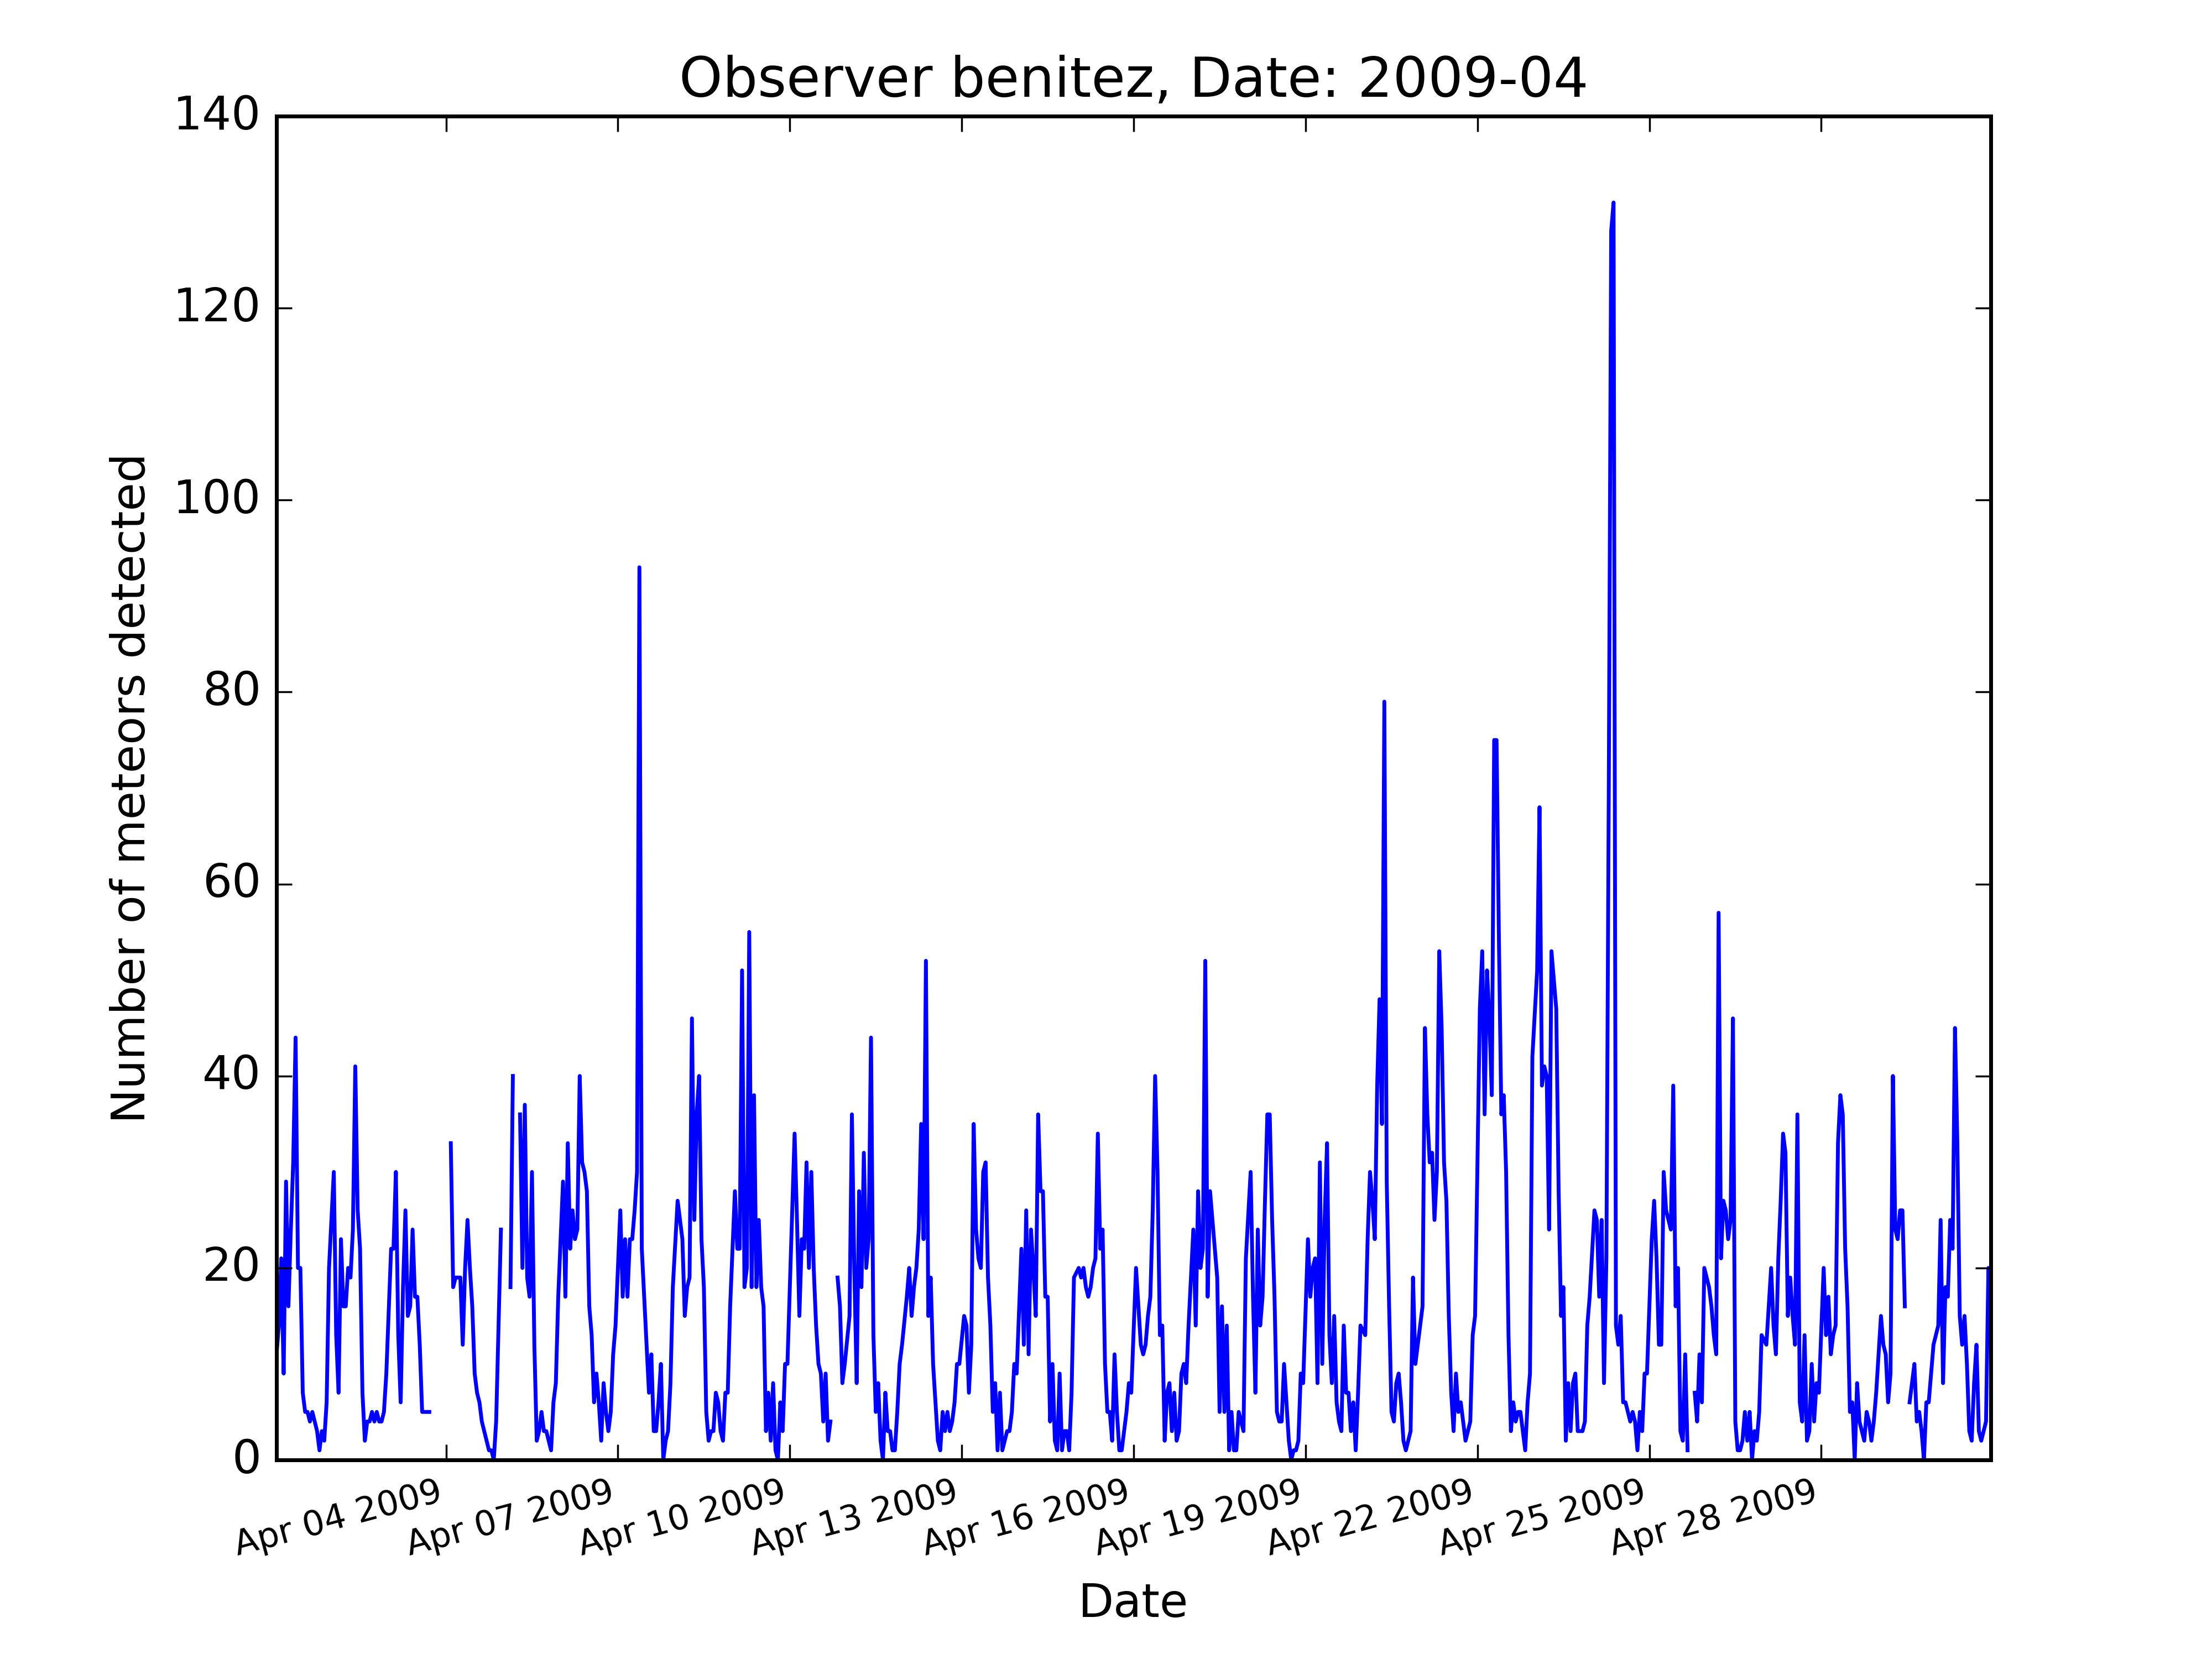 Observer benitez, Date: 2009-04
140
120
100
80
60
40
20
0
Number of meteors detected
Apr 04 2009
Apr 07 2009
Apr 10 2009
Apr 13 2009
Apr 16 2009
Apr 19 2009
Apr 22 2009
Apr 25 2009
Apr 28 2009
Date